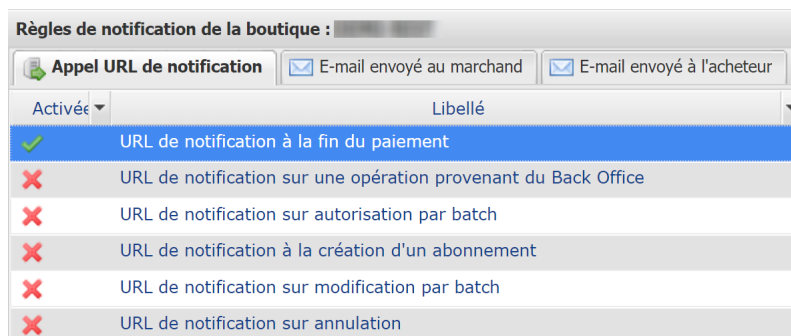 Règles de notification de la boutique :
Appel URL de notification E-mail envoyé au marchand E-mail envoyé à l'acheteur
Activée Libellé
URL de notification à la fin du paiement
URL de notification sur une opération provenant du Back Office
URL de notification sur autorisation par batch
URL de notification à la création d'un abonnement
URL de notification sur modification par batch
URL de notification sur annulation